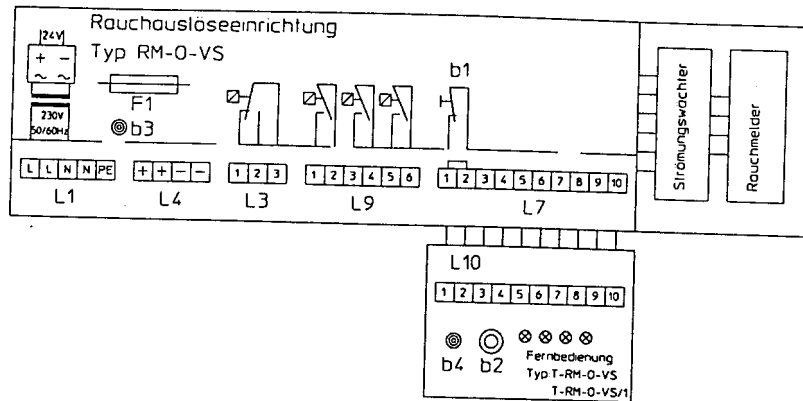 Rauchauslöseeinrichtung
Typ RM-O-VS
24V
+ -
~ ~
230V
50/60Hz
F1
b3
b1
L L N N PE
L1
+ + - -
L4
1 2 3
L3
1 2 3 4 5 6
L9
1 2 3 4 5 6 7 8 9 10
L7
Strömungswachter
Rauchmelder
L10
1 2 3 4 5 6 7 8 9 10
b4 b2
Fernbedienung
Typ:T-RM-O-VS
T-RM-O-VS/1